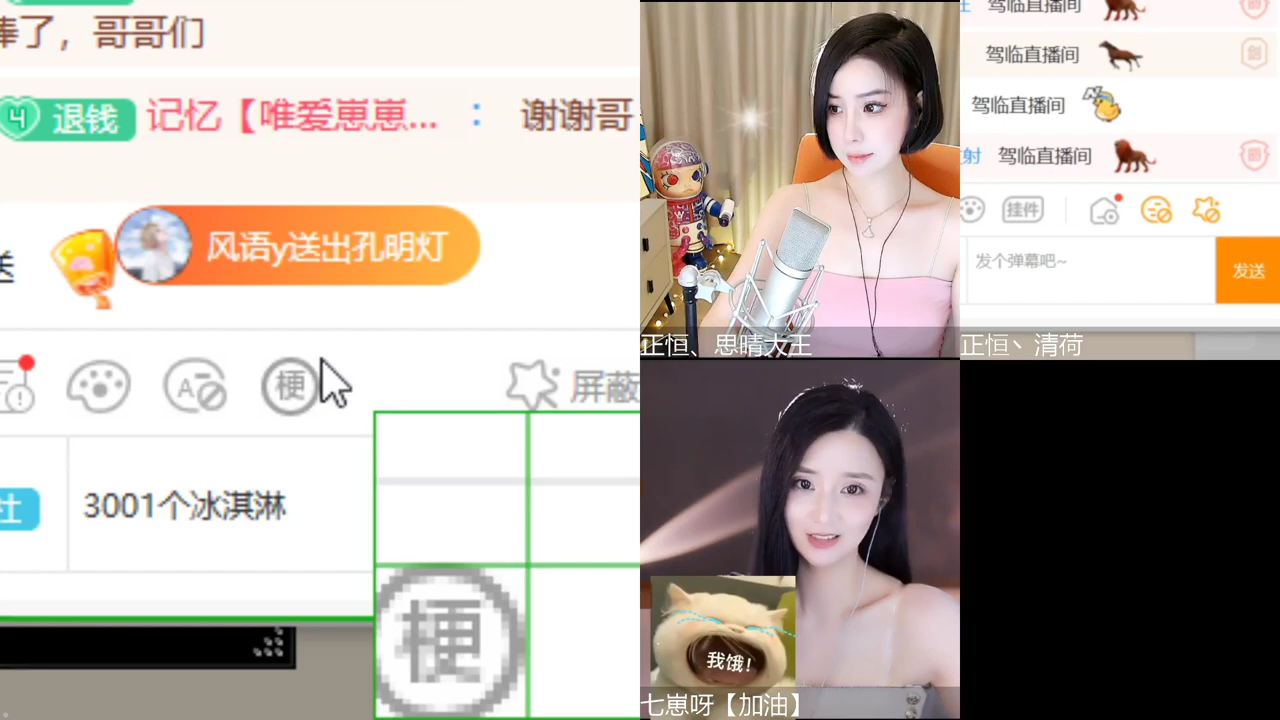 棒了，哥哥们
4 退钱 记忆【唯爱崽崽... ： 谢谢哥
送
风语y送出孔明灯
梗
屏蔽
3001个冰淇淋
梗
正恒、思晴大王
驾临直播间
驾临直播间
驾临直播间
射 驾临直播间
挂件
发个弹幕吧~
发送
正恒丶清荷
我饿！
七崽呀【加油】